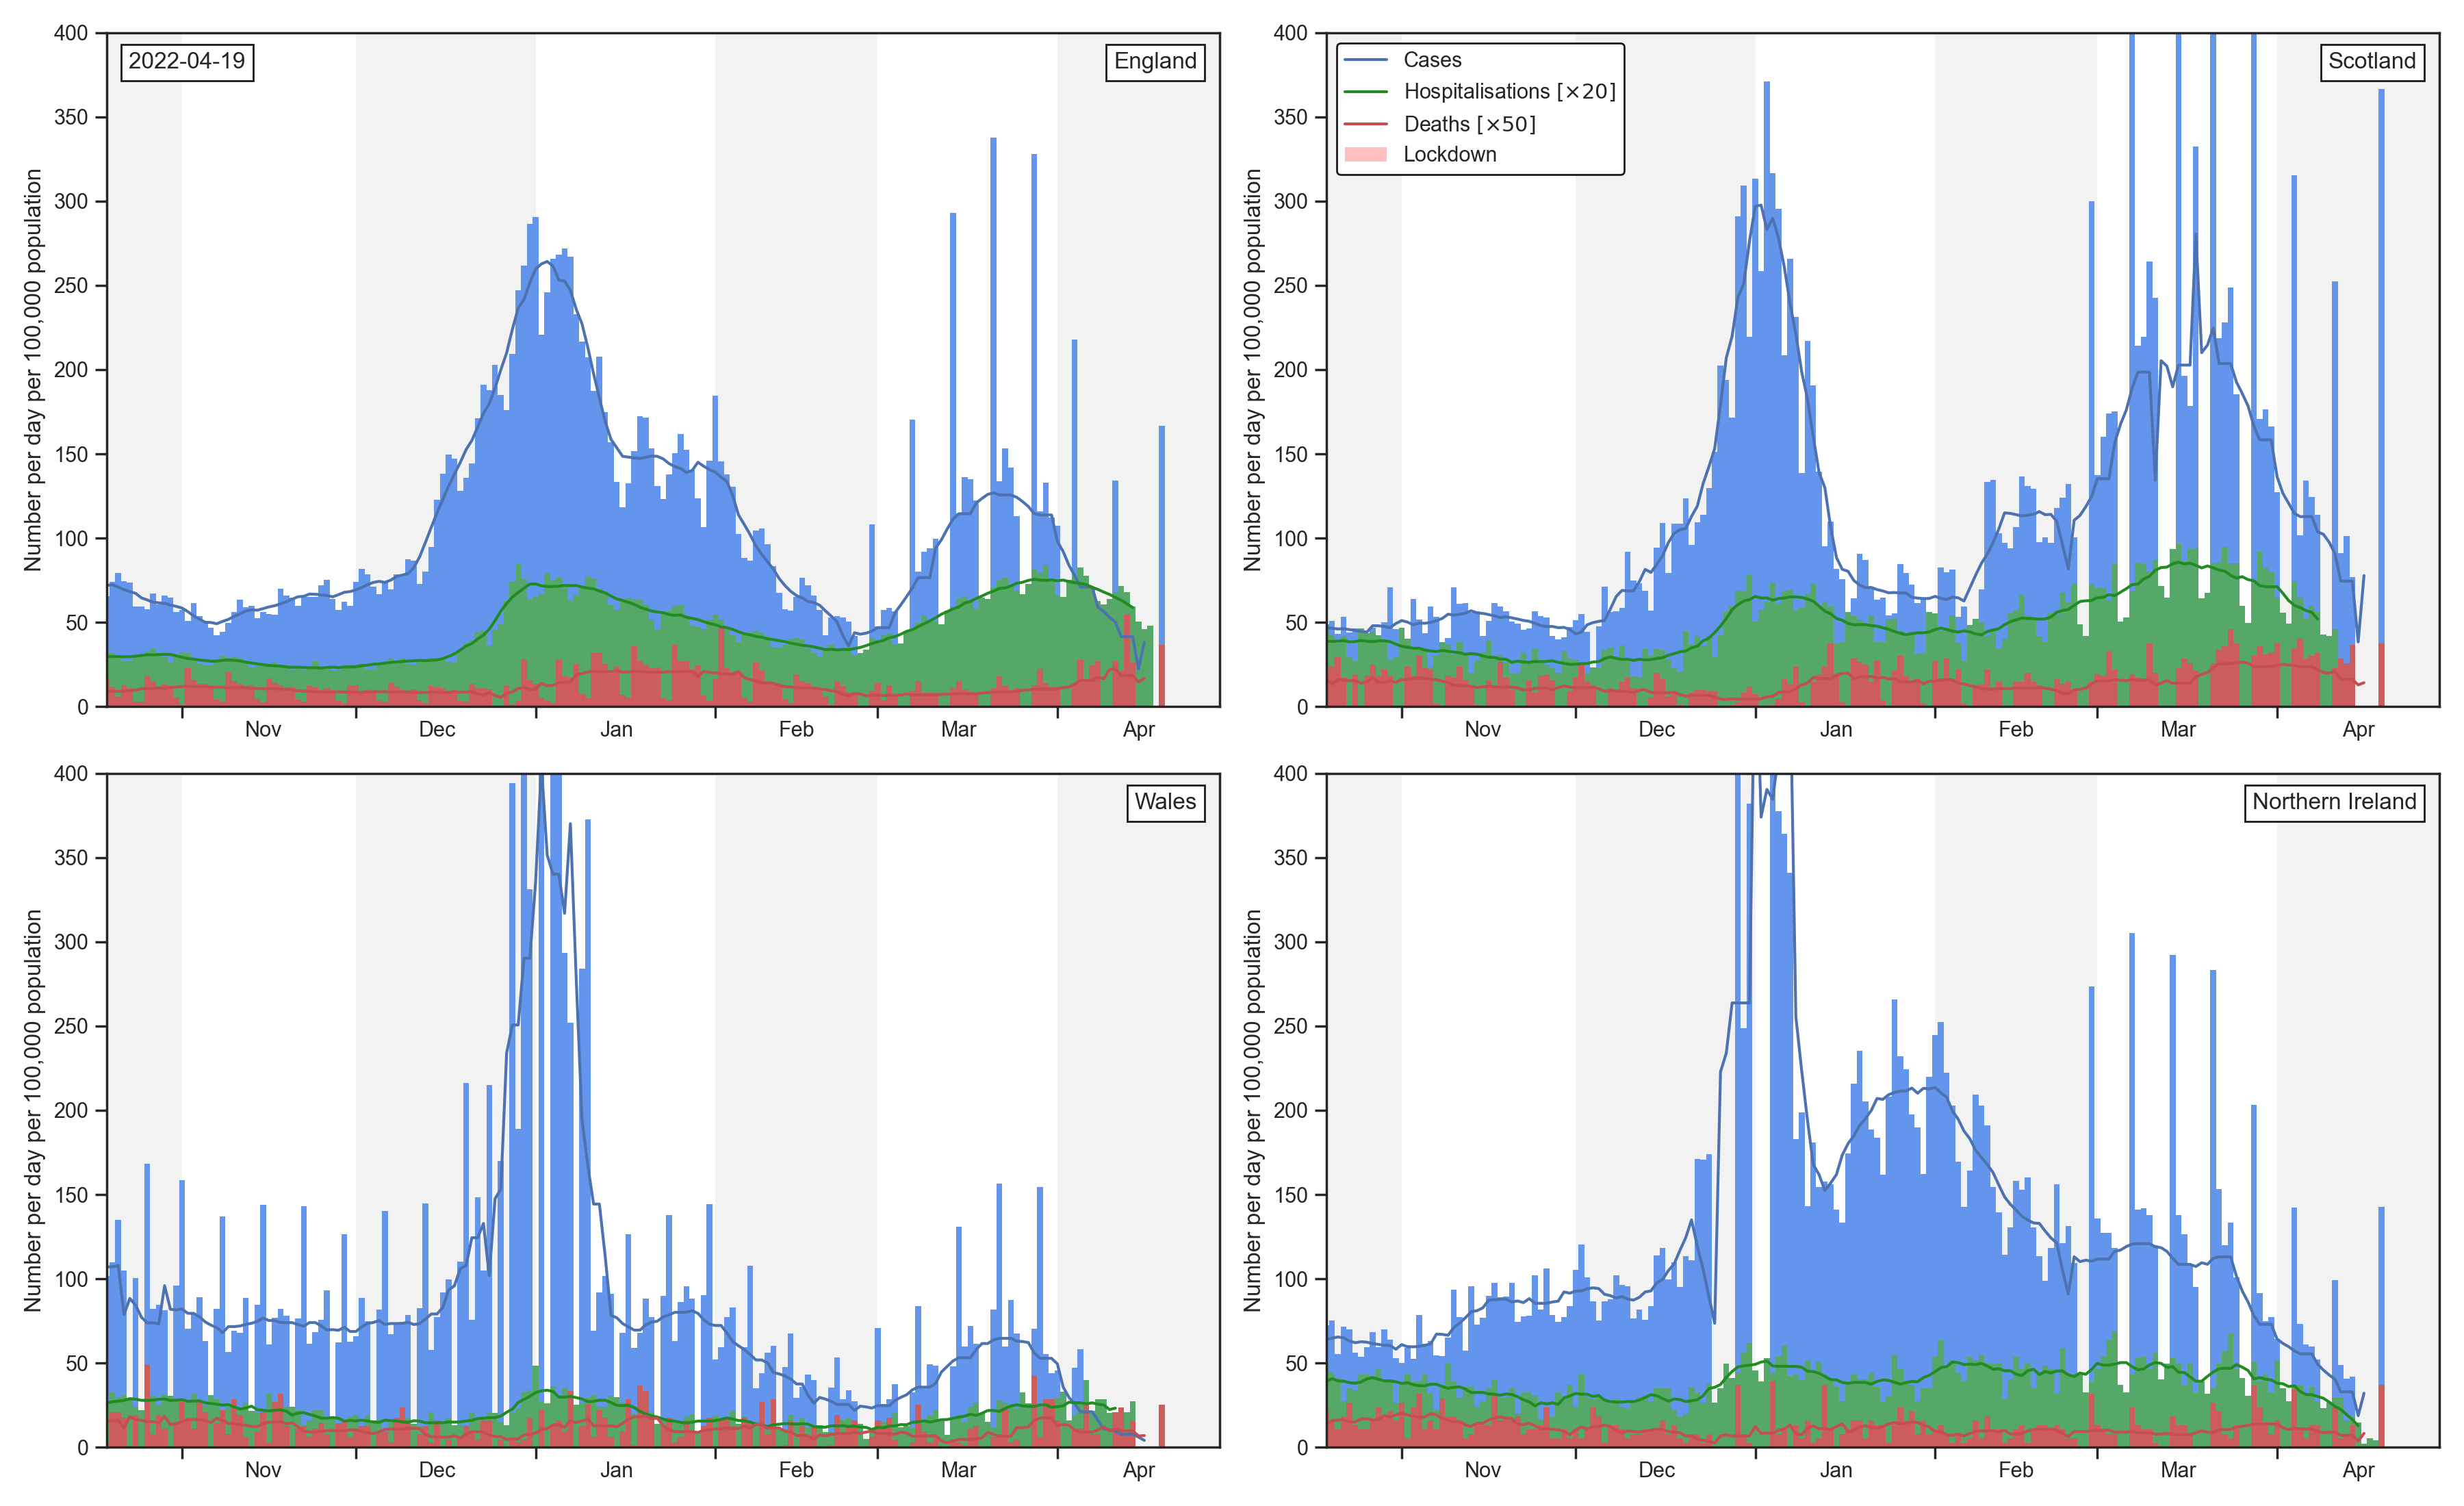 2022-04-19
England
Number per day per 100,000 population
400
350
300
250
200
150
100
50
0
Nov
Dec
Jan
Feb
Mar
Apr
Scotland
Cases
Hospitalisations [×20]
Deaths [×50]
Lockdown
Number per day per 100,000 population
400
350
300
250
200
150
100
50
0
Nov
Dec
Jan
Feb
Mar
Apr
Wales
Number per day per 100,000 population
400
350
300
250
200
150
100
50
0
Nov
Dec
Jan
Feb
Mar
Apr
Northern Ireland
Number per day per 100,000 population
400
350
300
250
200
150
100
50
0
Nov
Dec
Jan
Feb
Mar
Apr